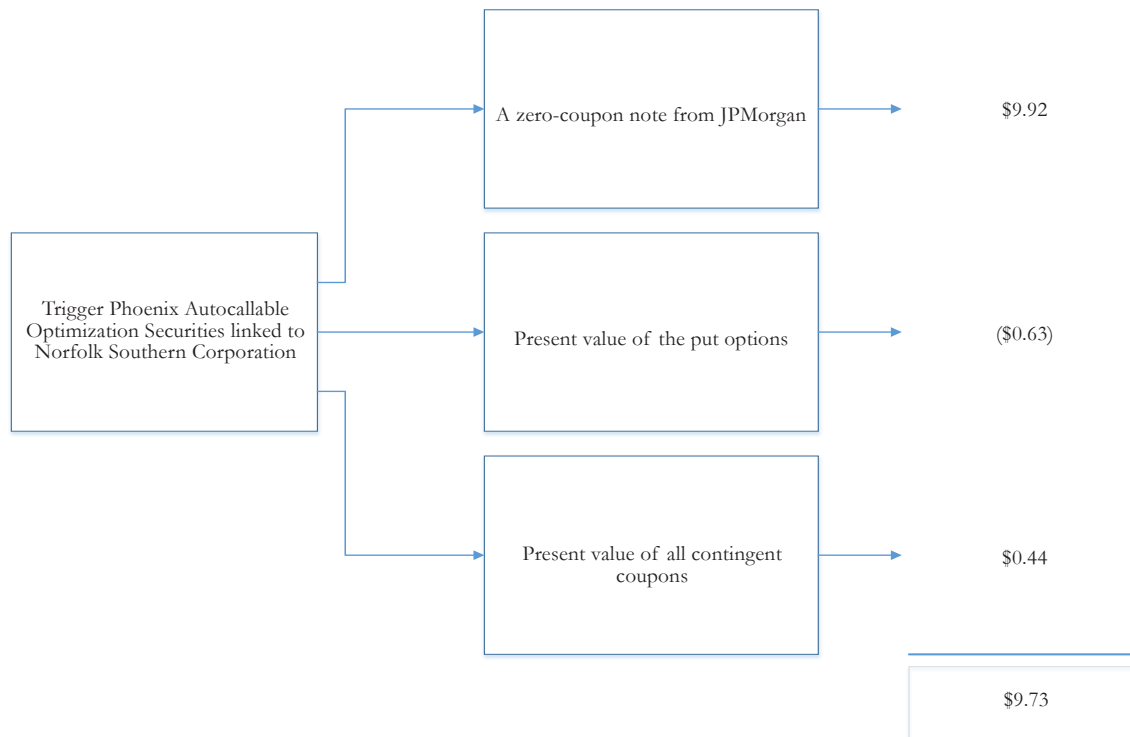 A zero-coupon note from JPMorgan
$9.92
Trigger Phoenix Autocallable
Optimization Securities linked to
Norfolk Southern Corporation
Present value of the put options
($0.63)
Present value of all contingent
coupons
$0.44
$9.73